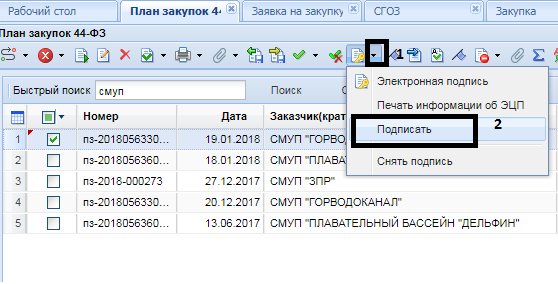 Рабочий стол План закупок 44 Заявка на закупку СГОЗ Закупка
План закупок 44-ФЗ
1
Быстрый поиск смуп Поиск
Электронная подпись
Печать информации об ЭЦП
Подписать 2
Снять подпись
Номер Дата Заказчик(крат
1 пз-2018056330... 19.01.2018 СМУП "ГОРВОД
2 пз-2018056360... 18.01.2018 СМУП "ПЛАВАТ
3 пз-2018-000273 27.12.2017 СМУП "ЗПР"
4 пз-2018056330... 20.12.2017 СМУП "ГОРВОДОКАНАЛ"
5 пз-2018056360... 13.06.2017 СМУП "ПЛАВАТЕЛЬНЫЙ БАССЕЙН "ДЕЛЬФИН"